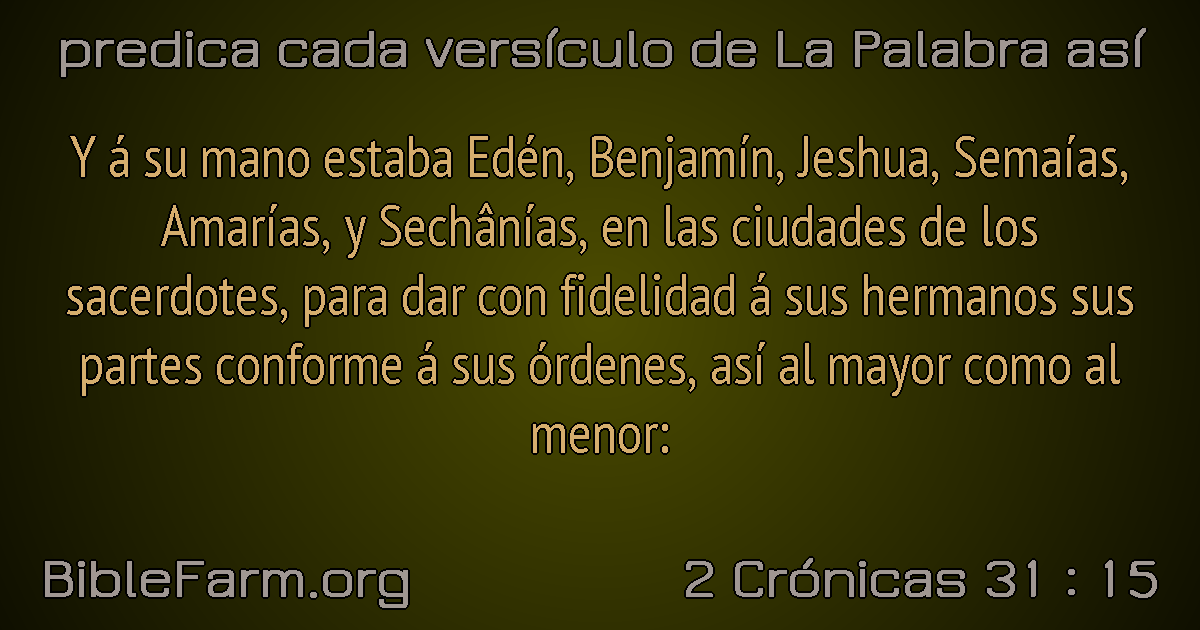 predica cada versículo de La Palabra así
Y á su mano estaba Edén, Benjamín, Jeshua, Semaías,
Amarías, y Sechânías, en las ciudades de los
sacerdotes, para dar con fidelidad á sus hermanos sus
partes conforme á sus órdenes, así al mayor como al
menor:
BibleFarm.org
2 Crónicas 31 : 15